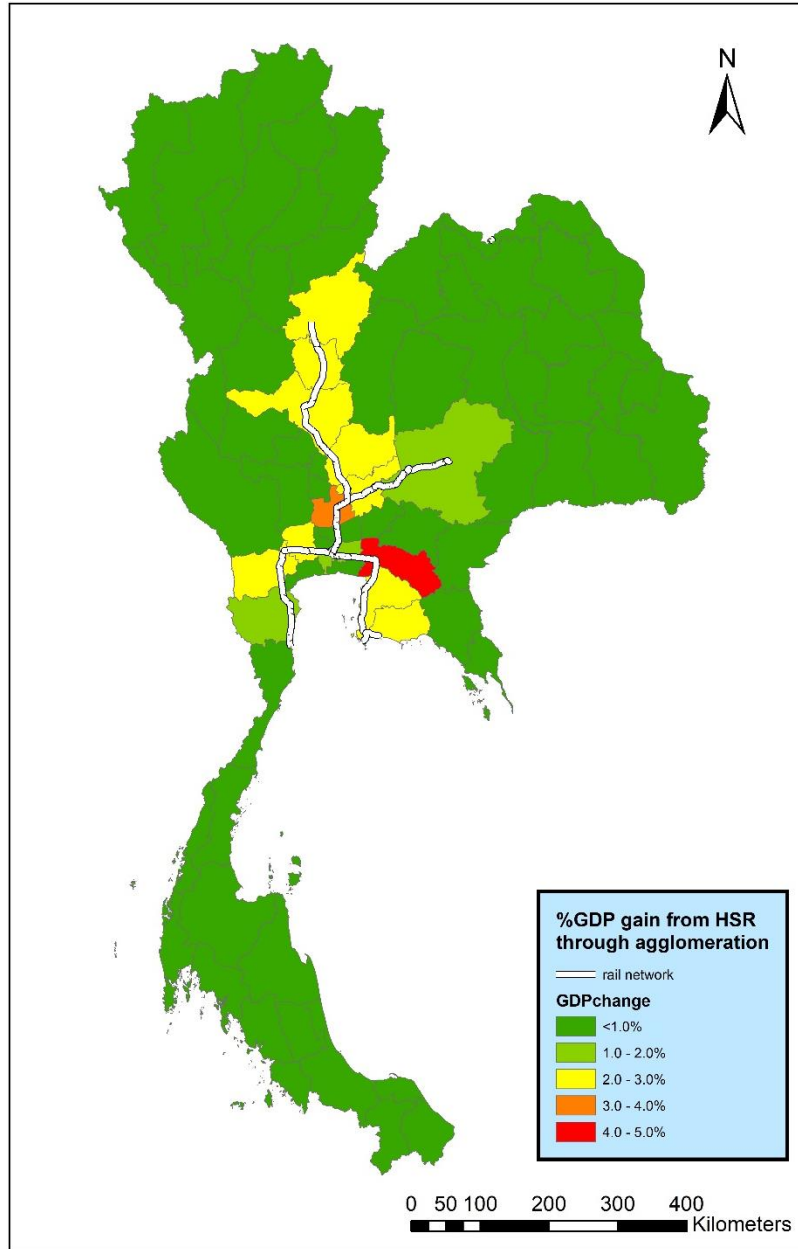 N
%GDP gain from HSR
through agglomeration
rail network
GDPchange
<1.0%
1.0 - 2.0%
2.0 - 3.0%
3.0 - 4.0%
4.0 - 5.0%
0 50 100 200 300 400
Kilometers